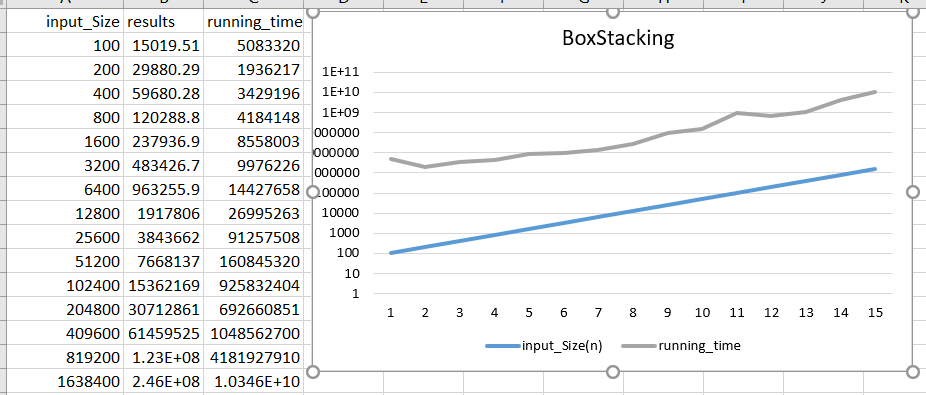 input_Size results running_time
100 15019.51 5083320
200 29880.29 1936217
400 59680.28 3429196
800 120288.8 4184148
1600 237936.9 8558003
3200 483426.7 9976226
6400 963255.9 14427658
12800 1917806 26995263
25600 3843662 91257508
51200 7668137 160845320
102400 15362169 925832404
204800 30712861 692660851
409600 61459525 1048562700
819200 1.23E+08 4181927910
1638400 2.46E+08 1.0346E+10
BoxStacking
1E+11
1E+10
1E+09
000000
000000
000000
00000
10000
1000
100
10
1
1 2 3 4 5 6 7 8 9 10 11 12 13 14 15
input_Size(n) running_time